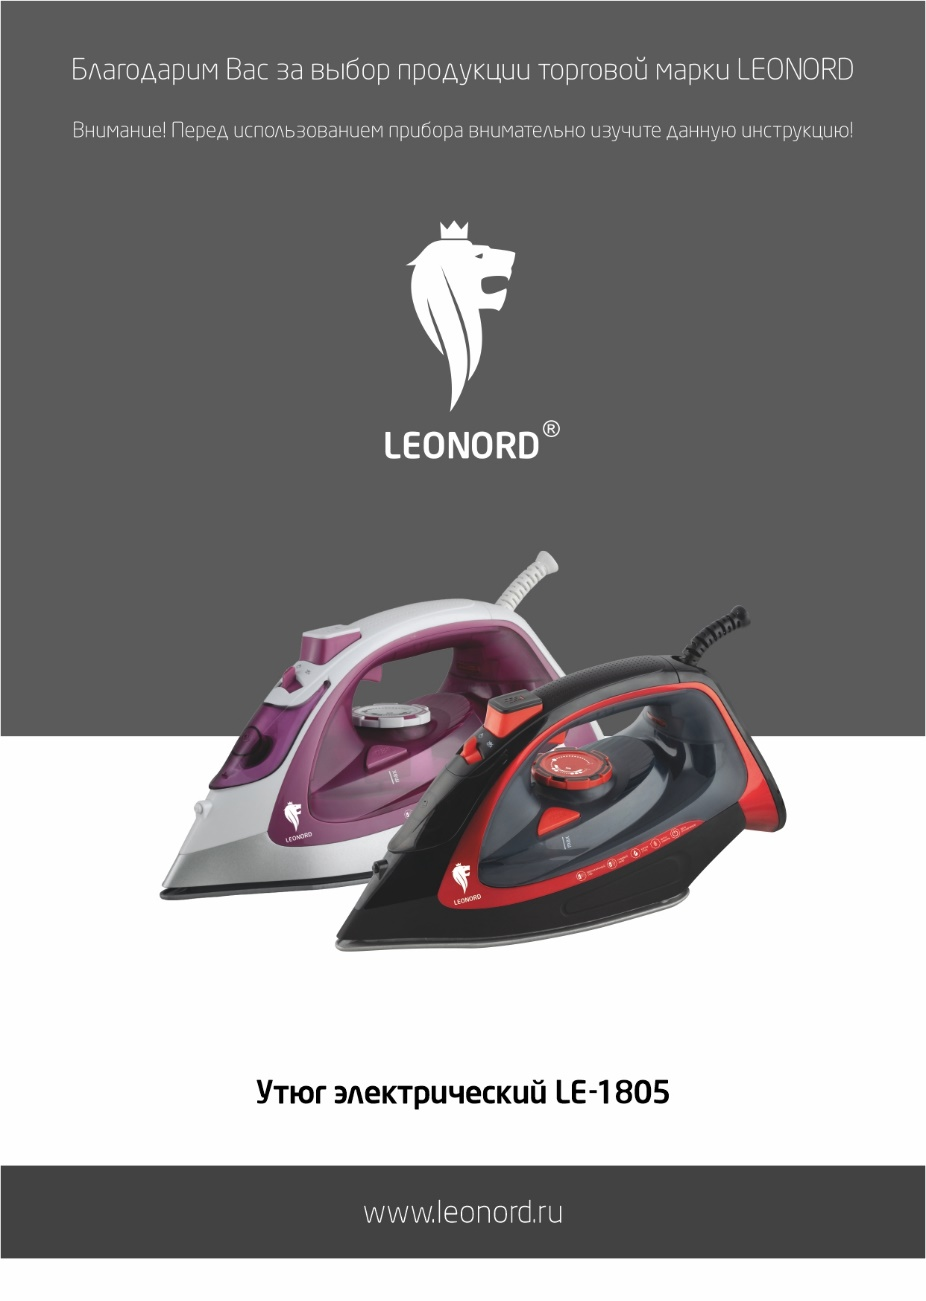 Благодарим Вас за выбор продукции торговой марки LEONORD
Внимание! Перед использованием прибора внимательно изучите данную инструкцию!
LEONORD®
LEONORD
LEONORD
Утюг электрический LE-1805
www.leonord.ru